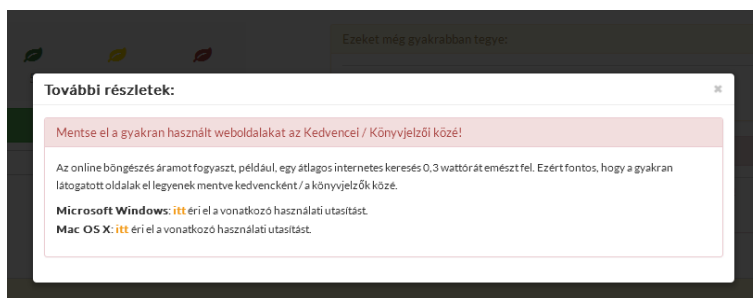 Ezeket még gyakrabban tegye:
További részletek:
×
Mentse el a gyakran használt weboldalakat az Kedvencei / Könyvjelzői közé!
Az online böngészés áramot fogyaszt, például, egy átlagos internetes keresés 0,3 wattórát emészt fel. Ezért fontos, hogy a gyakran
látogatott oldalak el legyenek mentve kedvencként / a könyvjelzők közé.
Microsoft Windows: itt éri el a vonatkozó használati utasítást.
Mac OS X: itt éri el a vonatkozó használati utasítást.